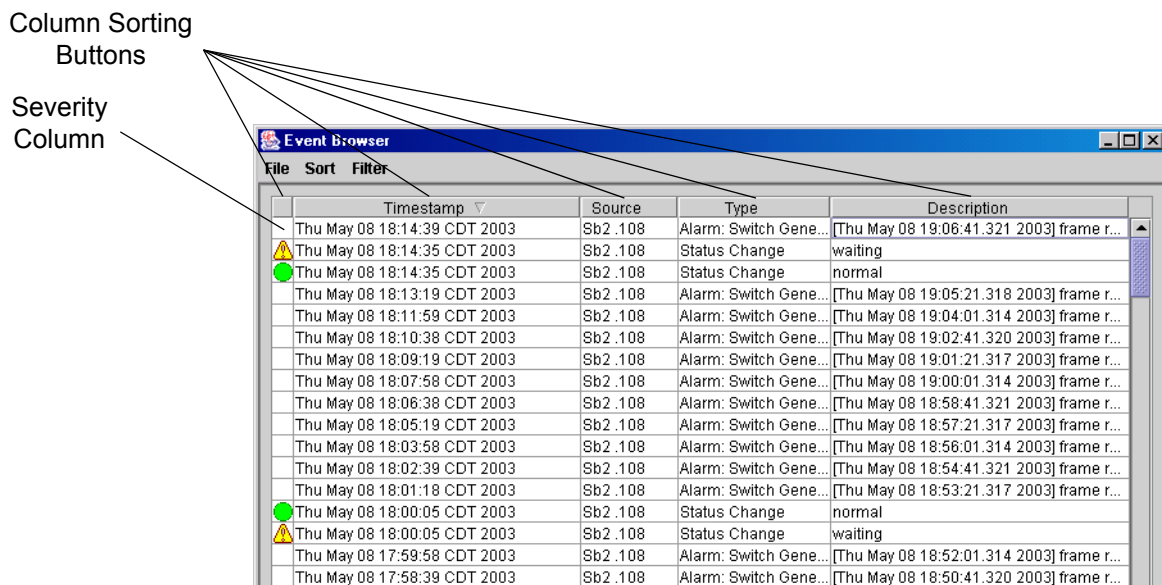 Column Sorting
Buttons
Severity
Column
Event Browser
File Sort Filter
Timestamp Source Type Description
Thu May 08 18:14:39 CDT 2003 Sb2.108 Alarm: Switch Gene... [Thu May 08 19:06:41.321 2003] frame r...
Thu May 08 18:14:35 CDT 2003 Sb2.108 Status Change waiting
Thu May 08 18:14:35 CDT 2003 Sb2.108 Status Change normal
Thu May 08 18:13:19 CDT 2003 Sb2.108 Alarm: Switch Gene... [Thu May 08 19:05:21.318 2003] frame r...
Thu May 08 18:11:59 CDT 2003 Sb2.108 Alarm: Switch Gene... [Thu May 08 19:04:01.314 2003] frame r...
Thu May 08 18:10:38 CDT 2003 Sb2.108 Alarm: Switch Gene... [Thu May 08 19:02:41.320 2003] frame r...
Thu May 08 18:09:19 CDT 2003 Sb2.108 Alarm: Switch Gene... [Thu May 08 19:01:21.317 2003] frame r...
Thu May 08 18:07:58 CDT 2003 Sb2.108 Alarm: Switch Gene... [Thu May 08 19:00:01.314 2003] frame r...
Thu May 08 18:06:38 CDT 2003 Sb2.108 Alarm: Switch Gene... [Thu May 08 18:58:41.321 2003] frame r...
Thu May 08 18:05:19 CDT 2003 Sb2.108 Alarm: Switch Gene... [Thu May 08 18:57:21.317 2003] frame r...
Thu May 08 18:03:58 CDT 2003 Sb2.108 Alarm: Switch Gene... [Thu May 08 18:56:01.314 2003] frame r...
Thu May 08 18:02:39 CDT 2003 Sb2.108 Alarm: Switch Gene... [Thu May 08 18:54:41.321 2003] frame r...
Thu May 08 18:01:18 CDT 2003 Sb2.108 Alarm: Switch Gene... [Thu May 08 18:53:21.317 2003] frame r...
Thu May 08 18:00:05 CDT 2003 Sb2.108 Status Change normal
Thu May 08 18:00:05 CDT 2003 Sb2.108 Status Change waiting
Thu May 08 17:59:58 CDT 2003 Sb2.108 Alarm: Switch Gene... [Thu May 08 18:52:01.314 2003] frame r...
Thu May 08 17:58:39 CDT 2003 Sb2.108 Alarm: Switch Gene... [Thu May 08 18:50:41.320 2003] frame r...